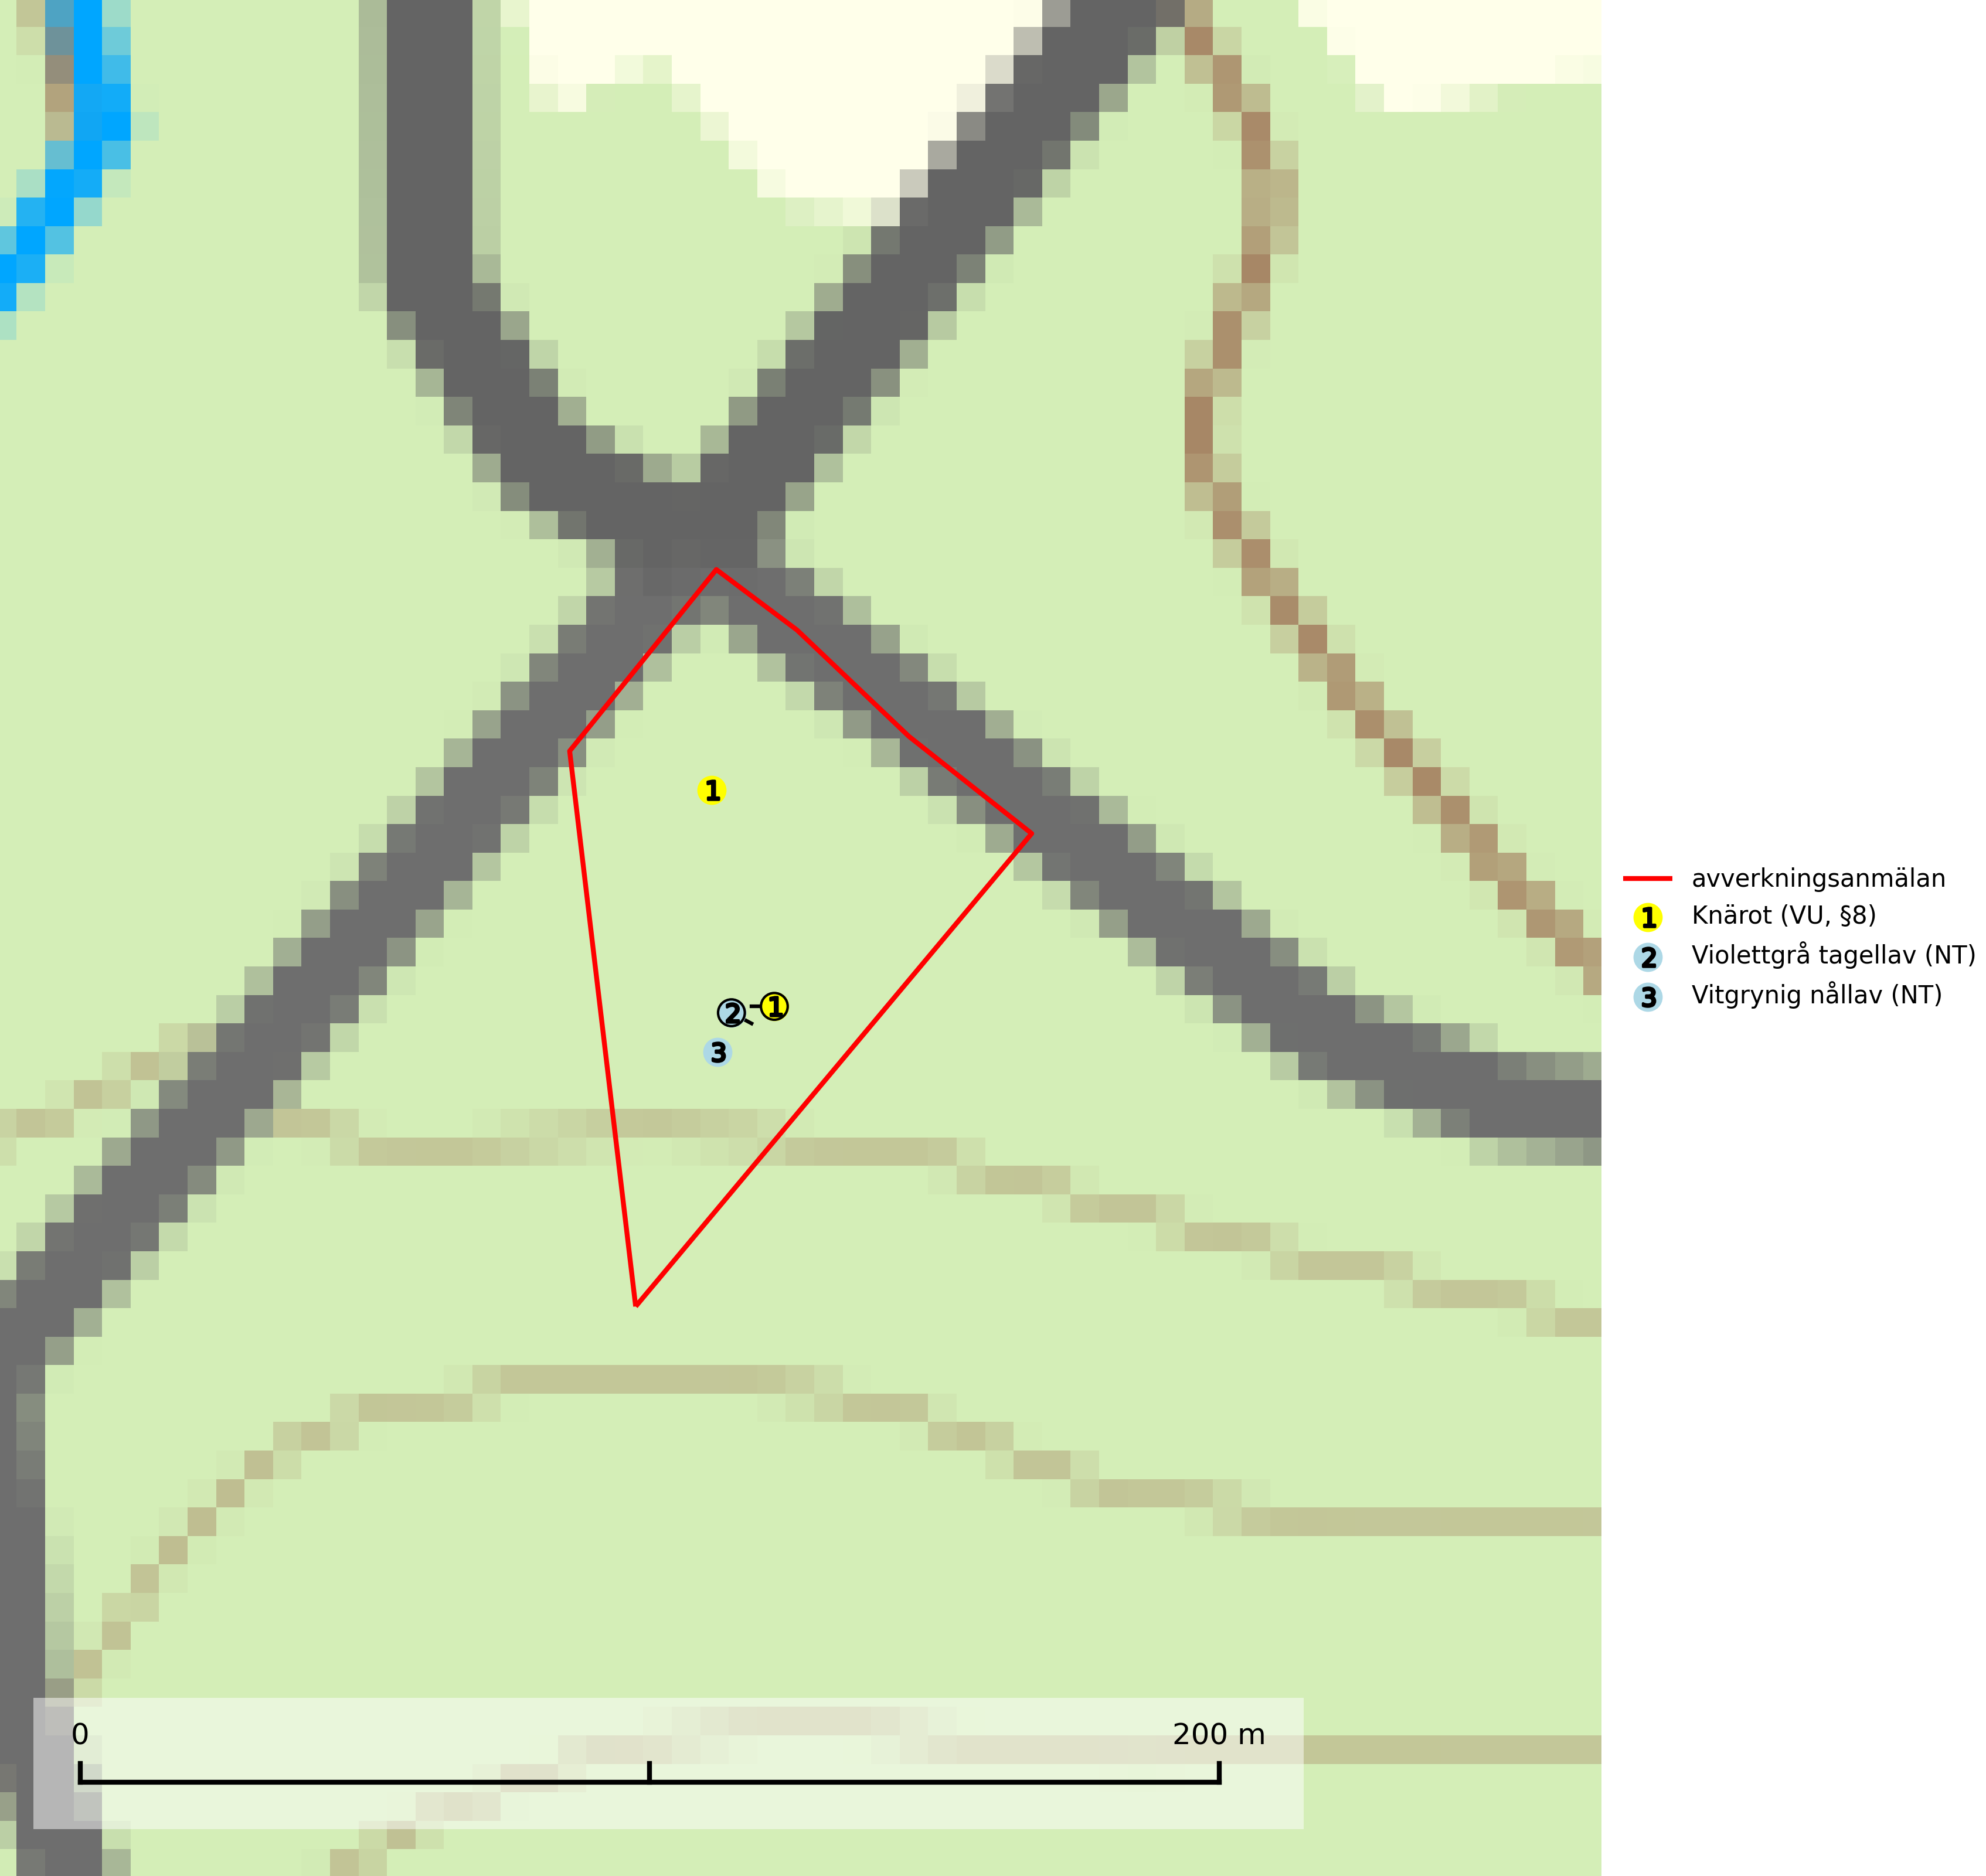 1
1
2
3
avverkningsanmälan
1 Knärot (VU, §8)
2 Violettgrå tagellav (NT)
3 Vitgrynig nållav (NT)
0 200 m